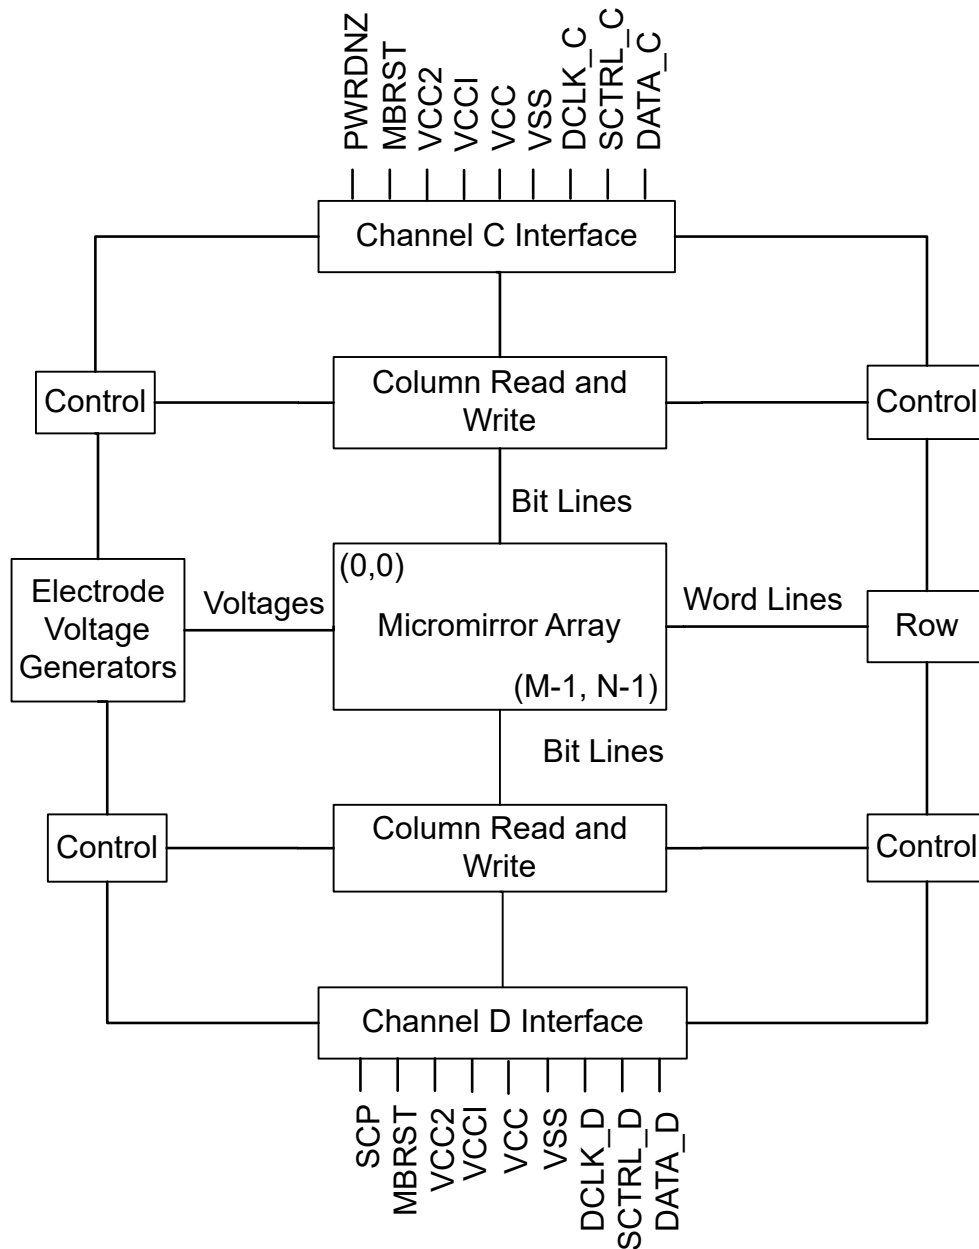 PWRDNZ
MBRST
VCC2
VCCI
VCC
VSS
DCLK_C
SCTRL_C
DATA_C
Channel C Interface
Control
Column Read and
Write
Control
Bit Lines
Electrode
Voltage
Generators
Voltages
(0,0)
Micromirror Array
(M-1, N-1)
Word Lines
Row
Bit Lines
Control
Column Read and
Write
Control
Channel D Interface
SCP
MBRST
VCC2
VCCI
VCC
VSS
DCLK_D
SCTRL_D
DATA_D